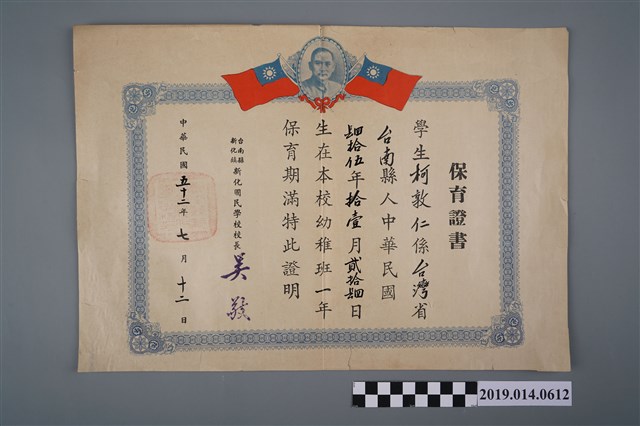 保育證書
學生柯敦仁係台灣省
台南縣人中華民國
肆拾伍年拾壹月貳拾肆日
生在本校幼稚班一年
保育期滿特此證明
台南縣
新化鎮
新化國民學校校長
中華民國五十二年七月十二日
2019.014.0612